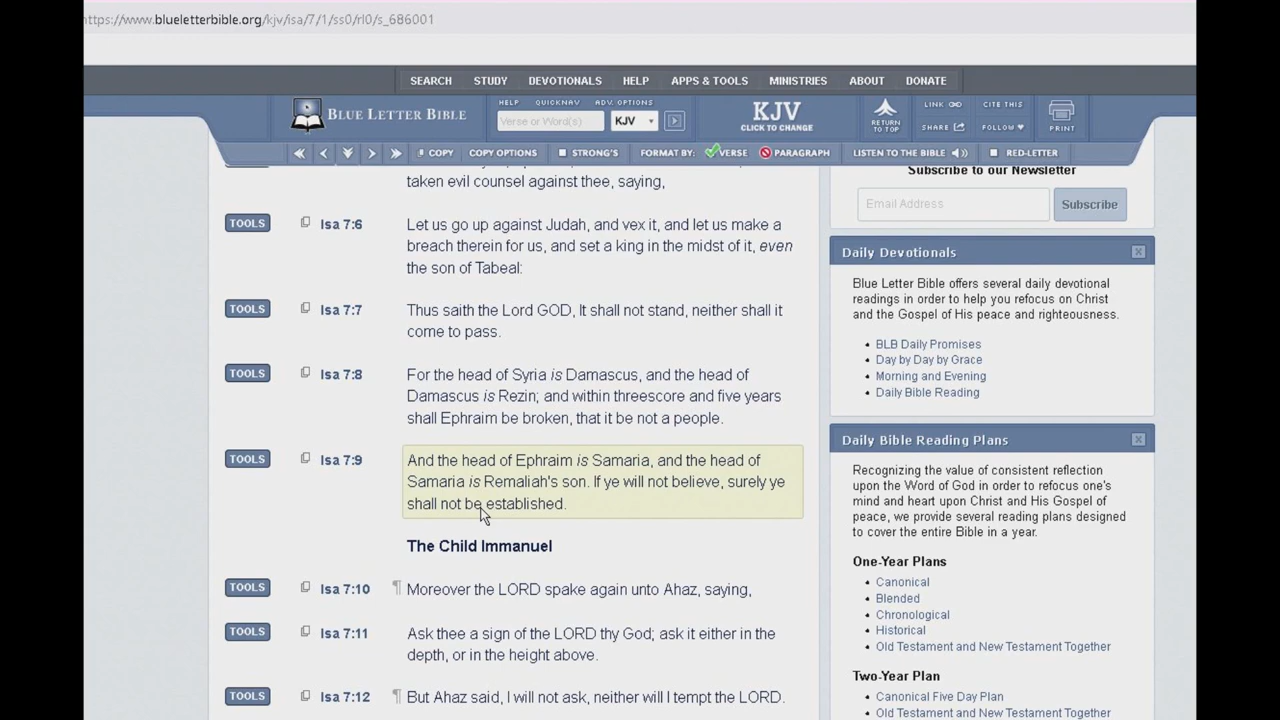 https://www.blueletterbible.org/kjv/isa/7/1/ss0/rl0/s_686001
SEARCH STUDY DEVOTIONALS HELP APPS & TOOLS MINISTRIES ABOUT DONATE
BLUE LETTER BIBLE
HELP QUICKNAV ADV. OPTIONS
Verse or Word(s) KJV
KJV
CLICK TO CHANGE
RETURN
TO TOP
LINK CITE THIS
SHARE FOLLOW
PRINT
COPY COPY OPTIONS STRONG'S FORMAT BY: VERSE PARAGRAPH LISTEN TO THE BIBLE RED-LETTER
taken evil counsel against thee, saying,
TOOLS Isa 7:6 Let us go up against Judah, and vex it, and let us make a
breach therein for us, and set a king in the midst of it, even
the son of Tabeal:
TOOLS Isa 7:7 Thus saith the Lord GOD, It shall not stand, neither shall it
come to pass.
TOOLS Isa 7:8 For the head of Syria is Damascus, and the head of
Damascus is Rezin; and within threescore and five years
shall Ephraim be broken, that it be not a people.
TOOLS Isa 7:9 And the head of Ephraim is Samaria, and the head of
Samaria is Remaliah's son. If ye will not believe, surely ye
shall not be established.
The Child Immanuel
TOOLS Isa 7:10 ¶ Moreover the LORD spake again unto Ahaz, saying,
TOOLS Isa 7:11 Ask thee a sign of the LORD thy God; ask it either in the
depth, or in the height above.
TOOLS Isa 7:12 ¶ But Ahaz said, I will not ask, neither will I tempt the LORD.
Subscribe to our Newsletter
Email Address Subscribe
Daily Devotionals
Blue Letter Bible offers several daily devotional
readings in order to help you refocus on Christ
and the Gospel of His peace and righteousness.
• BLB Daily Promises
• Day by Day by Grace
• Morning and Evening
• Daily Bible Reading
Daily Bible Reading Plans
Recognizing the value of consistent reflection
upon the Word of God in order to refocus one's
mind and heart upon Christ and His Gospel of
peace, we provide several reading plans designed
to cover the entire Bible in a year.
One-Year Plans
• Canonical
• Blended
• Chronological
• Historical
• Old Testament and New Testament Together
Two-Year Plan
• Canonical Five Day Plan
• Old Testament and New Testament Together